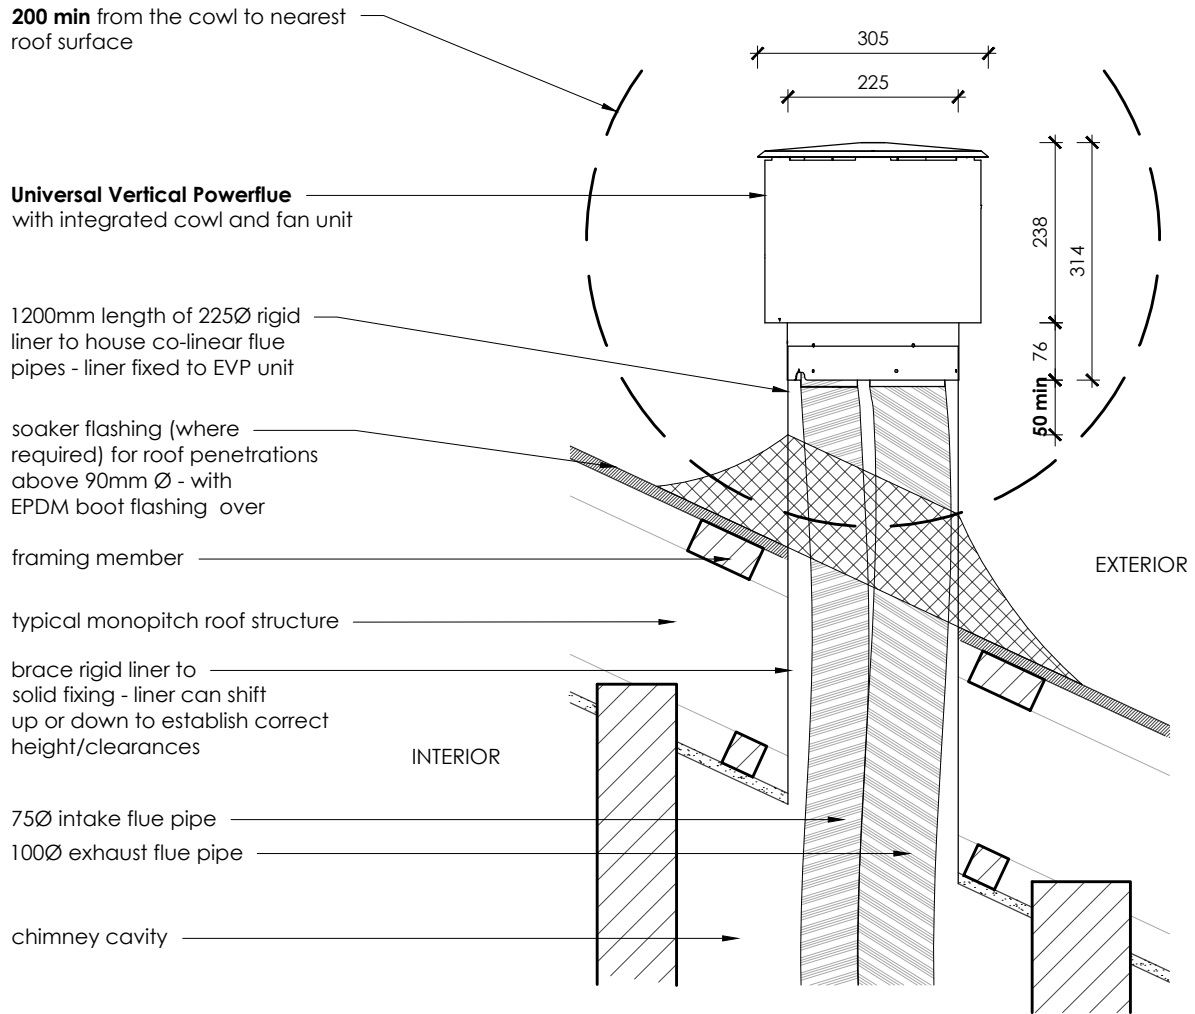 200 min from the cowl to nearest
roof surface
305
225
Universal Vertical Powerflue
with integrated cowl and fan unit
238
314
1200mm length of 225Ø rigid
liner to house co-linear flue
pipes - liner fixed to EVP unit
76
50 min
soaker flashing (where
required) for roof penetrations
above 90mm Ø - with
EPDM boot flashing over
framing member
EXTERIOR
typical monopitch roof structure
brace rigid liner to
solid fixing - liner can shift
up or down to establish correct
height/clearances
INTERIOR
75Ø intake flue pipe
100Ø exhaust flue pipe
chimney cavity